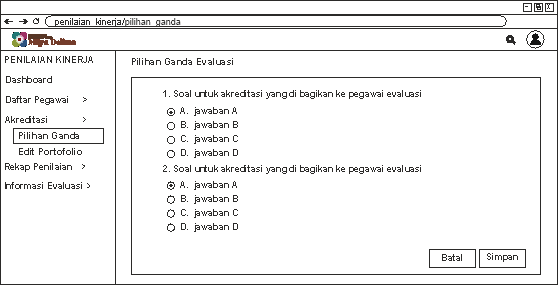 penilaian_kinerja/pilihan_ganda
PENILAIAN KINERJA
Dashboard
Daftar Pegawai >
Akreditasi >
Pilihan Ganda
Edit Portofolio
Rekap Penilaian >
Informasi Evaluasi >
Pilihan Ganda Evaluasi
1. Soal untuk akreditasi yang di bagikan ke pegawai evaluasi
A. jawaban A
B. jawaban B
C. jawaban C
D. jawaban D
2. Soal untuk akreditasi yang di bagikan ke pegawai evaluasi
A. jawaban A
B. jawaban B
C. jawaban C
D. jawaban D
Batal
Simpan